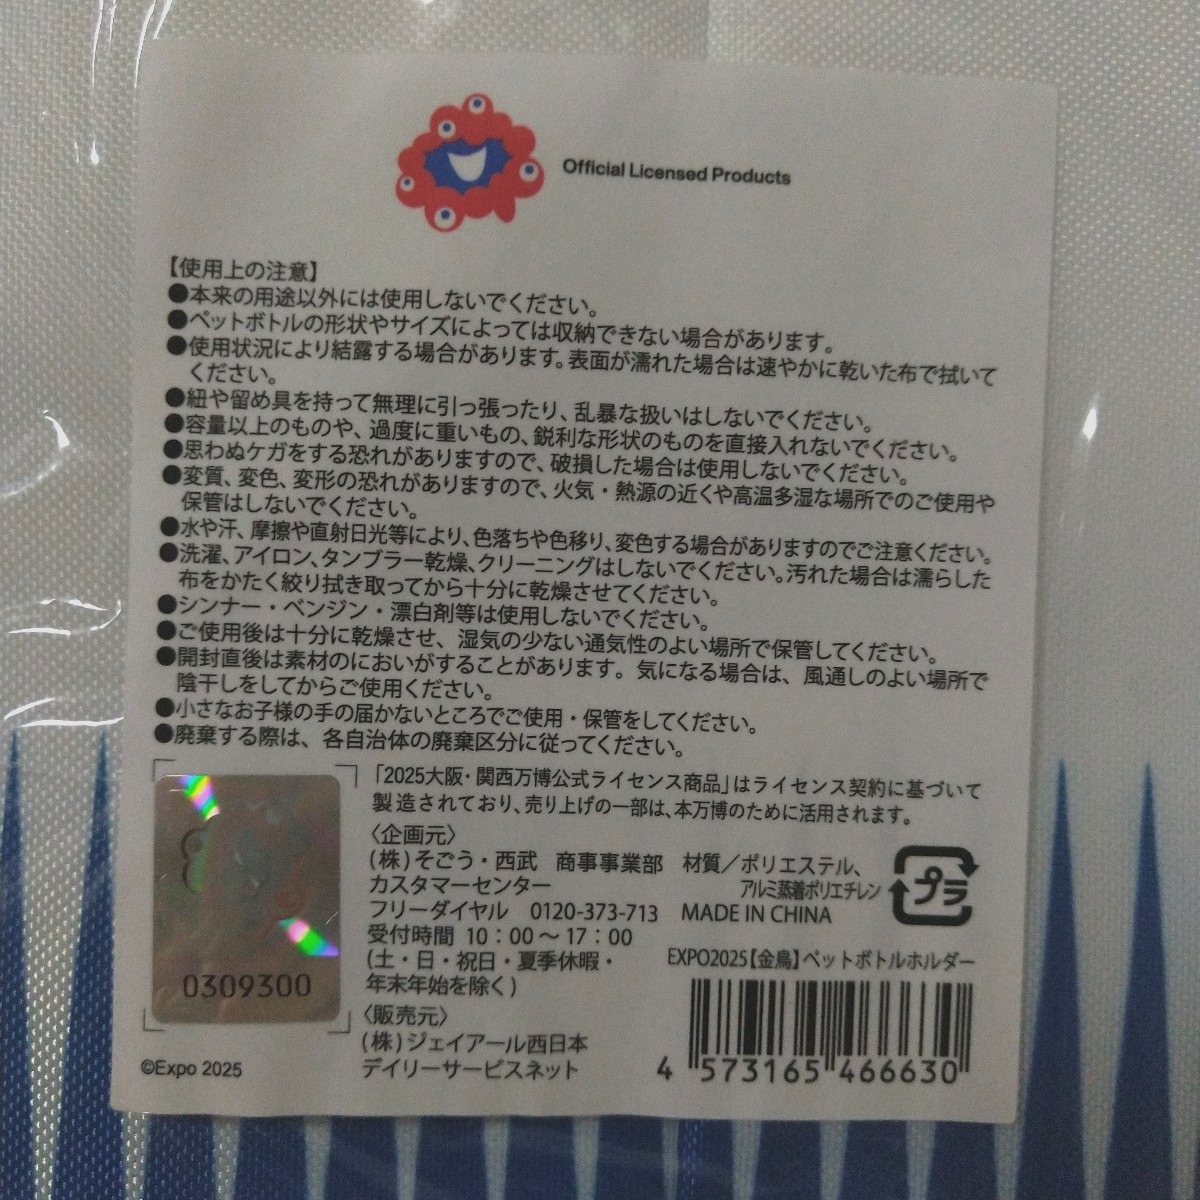 Official Licensed Products
【使用上の注意】
●本来の用途以外には使用しないでください。
●ペットボトルの形状やサイズによっては収納できない場合があります。
●使用状況により結露する場合があります。表面が濡れた場合は速やかに乾いた布で拭いて
ください。
●紐や留め具を持って無理に引っ張ったり、乱暴な扱いはしないでください。
●容量以上のものや、過度に重いもの、鋭利な形状のものを直接入れないでください。
●思わぬケガをする恐れがありますので、破損した場合は使用しないでください。
●変質、変色、変形の恐れがありますので、火気・熱源の近くや高温多湿な場所でのご使用や
保管はしないでください。
●水や汗、摩擦や直射日光等により、色落ちや色移り、変色する場合がありますのでご注意ください。
●洗濯、アイロン、タンブラー乾燥、クリーニングはしないでください。汚れた場合は濡らした
布をかたく絞り拭き取ってから十分に乾燥させてください。
●シンナー・ベンジン・漂白剤等は使用しないでください。
●ご使用後は十分に乾燥させ、湿気の少ない通気性のよい場所で保管してください。
●開封直後は素材のにおいがすることがあります。気になる場合は、風通しのよい場所で
陰干しをしてからご使用ください。
●小さなお子様の手の届かないところでご使用・保管をしてください。
●廃棄する際は、各自治体の廃棄区分に従ってください。
「2025大阪・関西万博公式ライセンス商品」はライセンス契約に基づいて
製造されており、売り上げの一部は、本万博のために活用されます。
〈企画元〉
(株)そごう・西武 商事事業部
カスタマーセンター
フリーダイヤル 0120-373-713
受付時間 10:00～17:00
(土・日・祝日・夏季休暇・
年末年始を除く)
〈販売元〉
(株)ジェイアール西日本
デイリーサービスネット
材質／ポリエステル、
アルミ蒸着ポリエチレン
MADE IN CHINA
プラ
EXPO2025【金鳥】ペットボトルホルダー
4 573165 466630
0309300
©Expo 2025